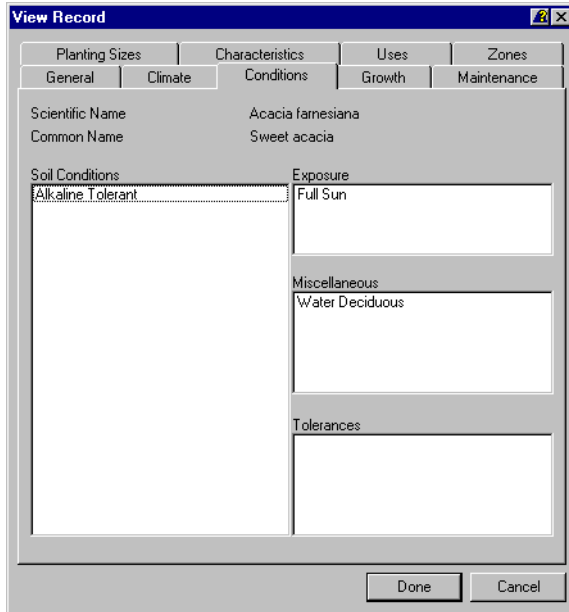 View Record
Planting Sizes Characteristics Uses Zones
General Climate Conditions Growth Maintenance
Scientific Name Acacia farnesiana
Common Name Sweet acacia
Soil Conditions
Alkaline Tolerant
Exposure
Full Sun
Miscellaneous
Water Deciduous
Tolerances
Done Cancel